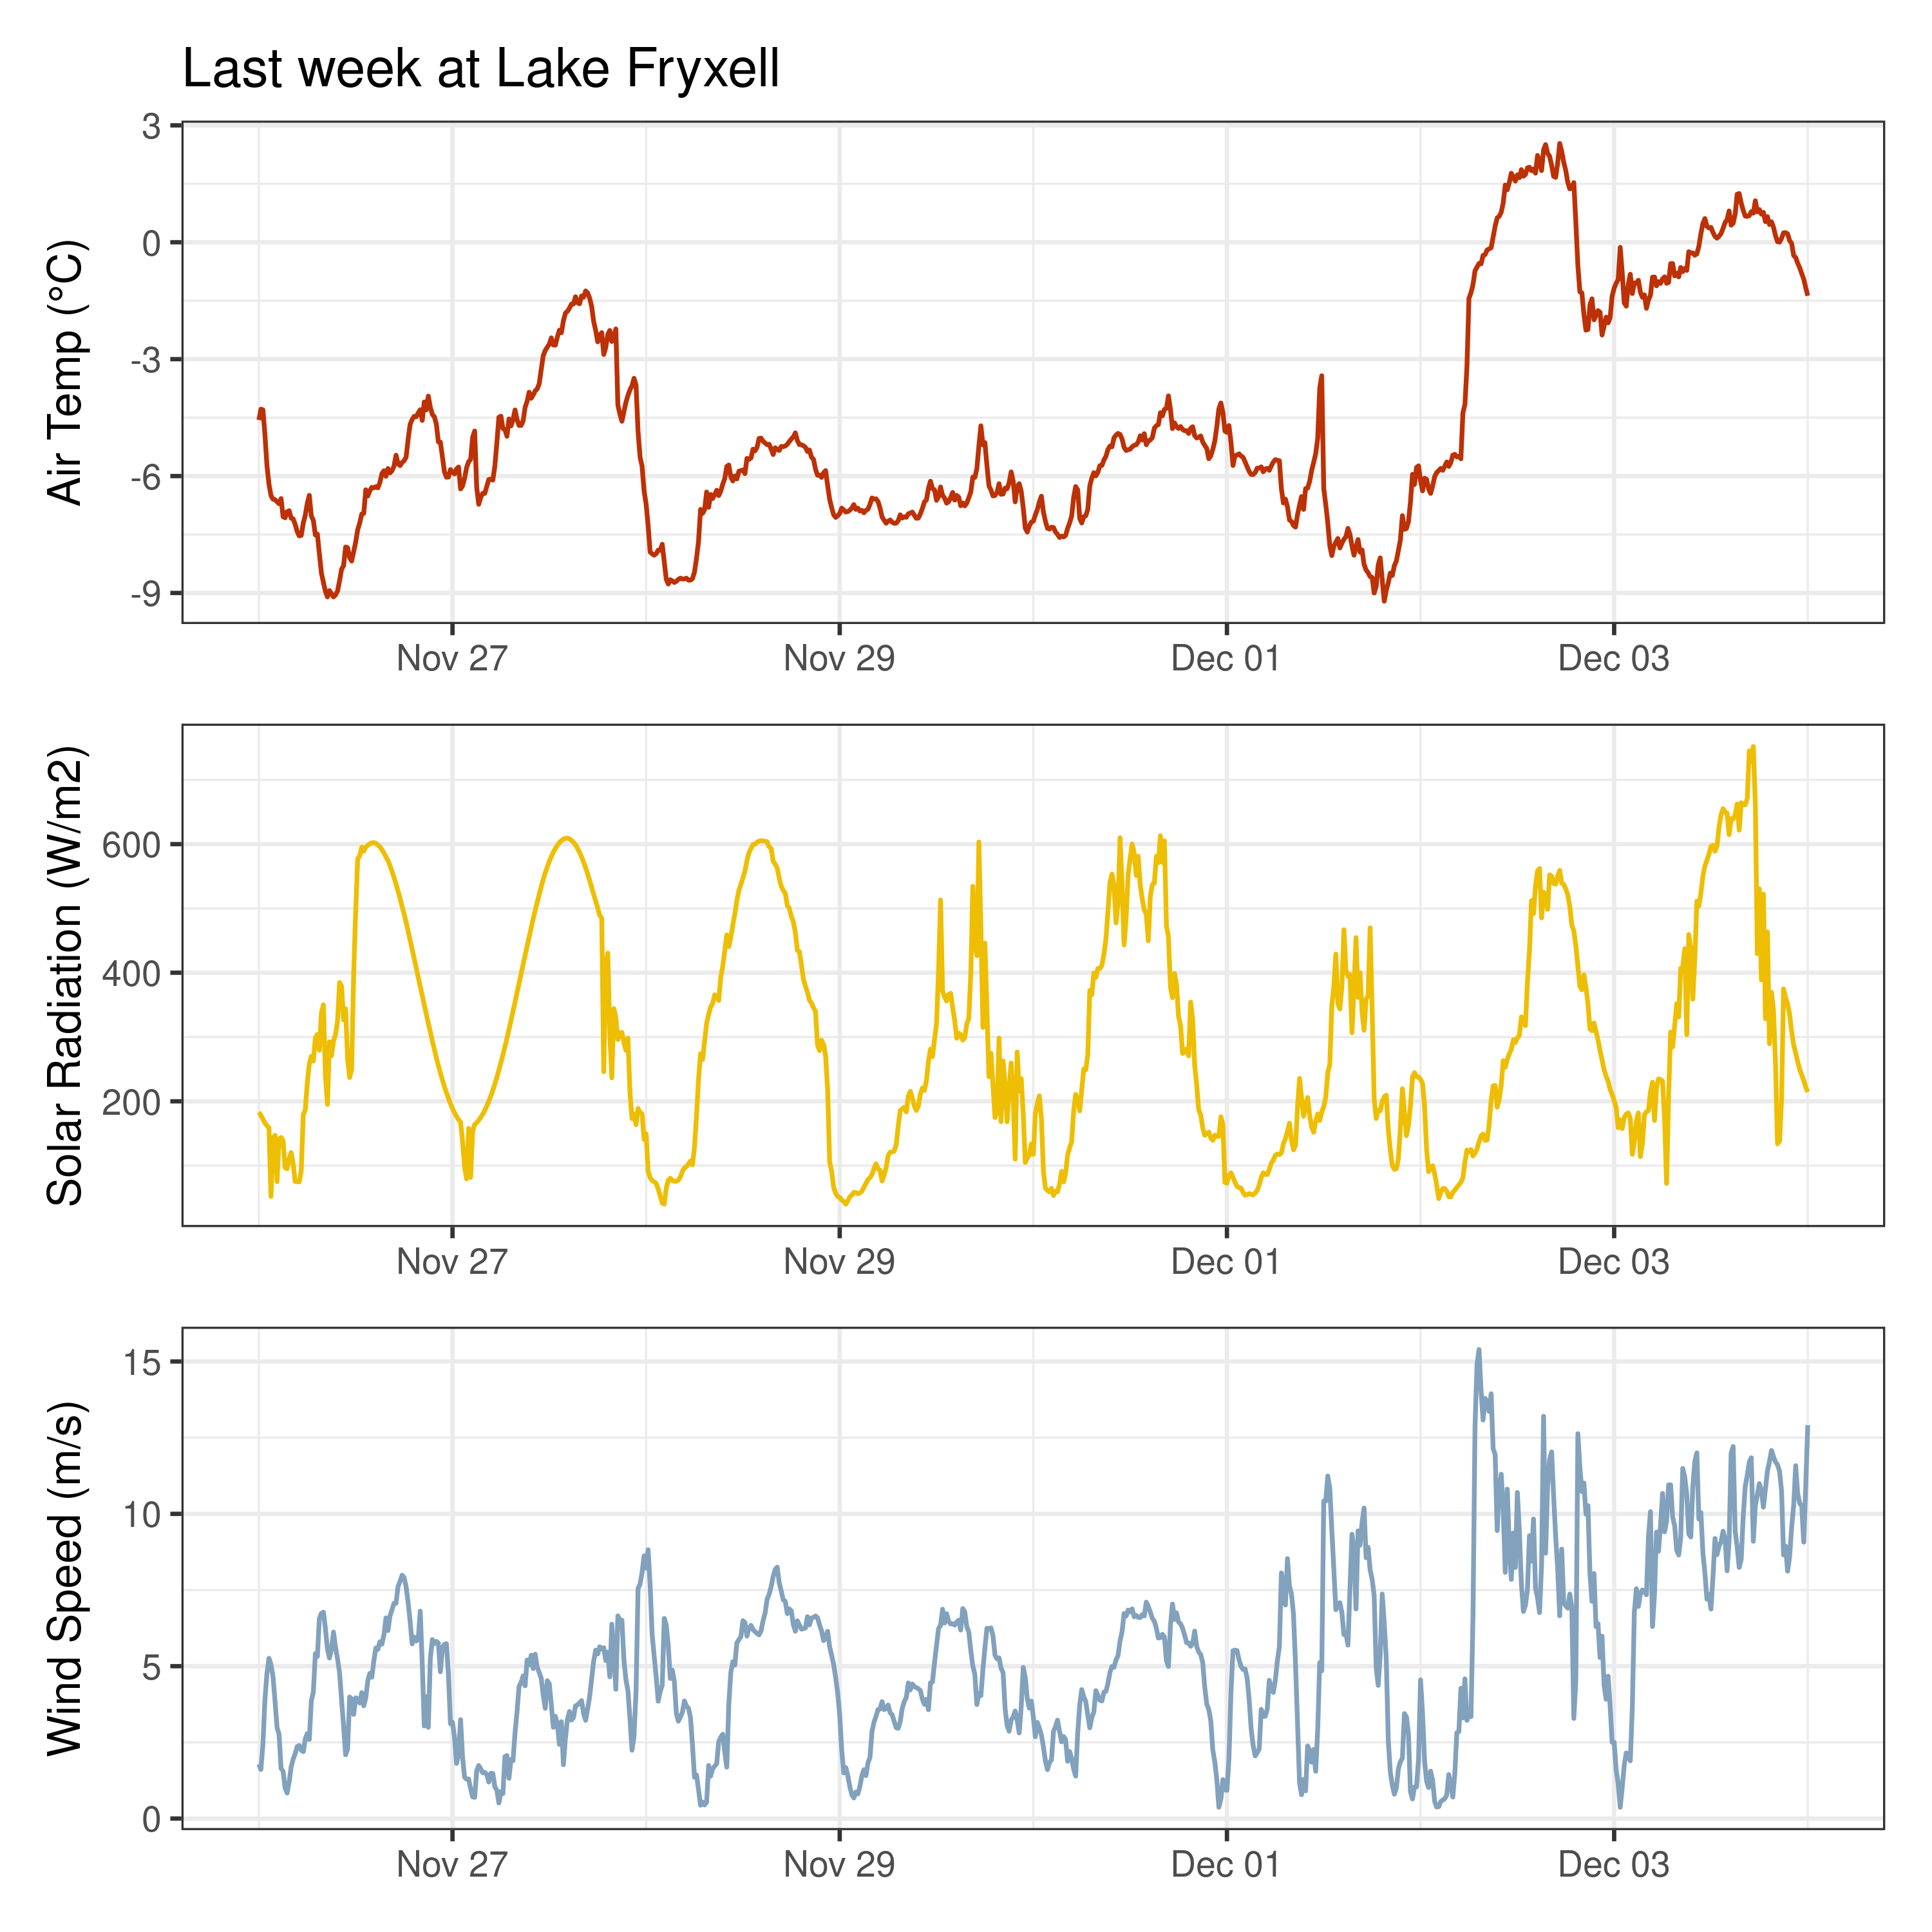 Last week at Lake Fryxell
Air Temp (°C)
3
0
-3
-6
-9
Nov 27 Nov 29 Dec 01 Dec 03
Solar Radiation (W/m2)
600
400
200
Nov 27 Nov 29 Dec 01 Dec 03
Wind Speed (m/s)
15
10
5
0
Nov 27 Nov 29 Dec 01 Dec 03